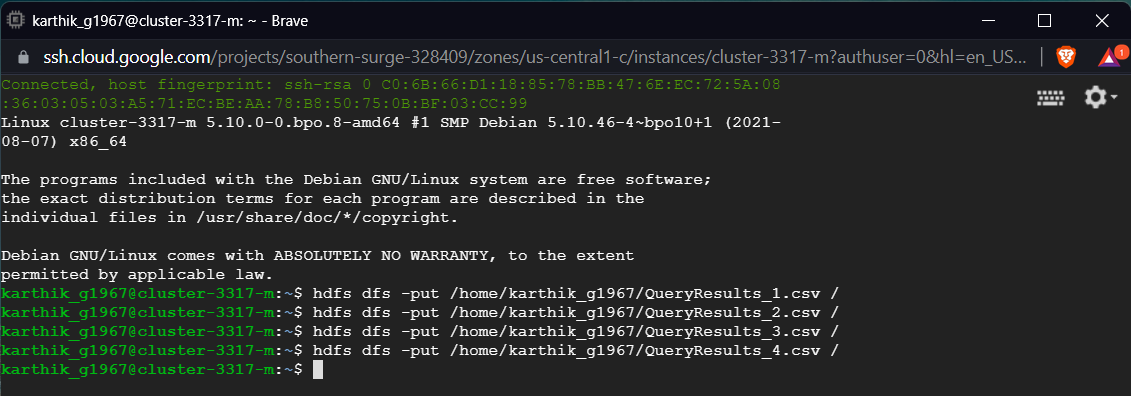 karthik_g1967@cluster-3317-m: ~ - Brave
ssh.cloud.google.com/projects/southern-surge-328409/zones/us-central1-c/instances/cluster-3317-m?authuser=0&hl=en_US...
1
Connected, host fingerprint: ssh-rsa 0 C0:6B:66:D1:18:85:78:BB:47:6E:EC:72:5A:08
:36:03:05:03:A5:71:EC:BE:AA:78:B8:50:75:0B:BF:03:CC:99
Linux cluster-3317-m 5.10.0-0.bpo.8-amd64 #1 SMP Debian 5.10.46-4~bpo10+1 (2021-
08-07) x86_64
The programs included with the Debian GNU/Linux system are free software;
the exact distribution terms for each program are described in the
individual files in /usr/share/doc/*/copyright.
Debian GNU/Linux comes with ABSOLUTELY NO WARRANTY, to the extent
permitted by applicable law.
karthik_g1967@cluster-3317-m:~$ hdfs dfs -put /home/karthik_g1967/QueryResults_1.csv /
karthik_g1967@cluster-3317-m:~$ hdfs dfs -put /home/karthik_g1967/QueryResults_2.csv /
karthik_g1967@cluster-3317-m:~$ hdfs dfs -put /home/karthik_g1967/QueryResults_3.csv /
karthik_g1967@cluster-3317-m:~$ hdfs dfs -put /home/karthik_g1967/QueryResults_4.csv /
karthik_g1967@cluster-3317-m:~$